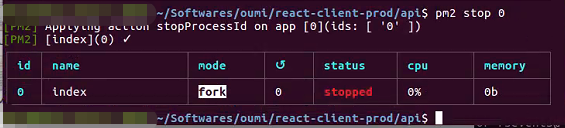 :~/Softwares/oumi/react-client-prod/api$ pm2 stop 0
[PM2] Applying action stopProcessId on app [0](ids: [ '0' ])
[PM2] [index](0) ✓
id name mode ↺ status cpu memory
0 index fork 0 stopped 0% 0b
:~/Softwares/oumi/react-client-prod/api$